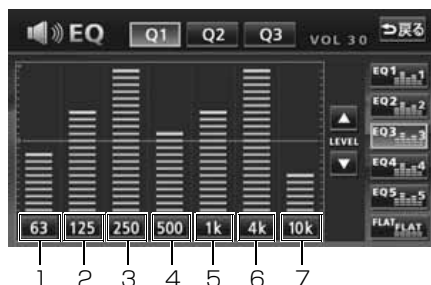 EQ Q1 Q2 Q3 VOL 30 戻る
EQ1 1
EQ2 2
LEVEL EQ3 3
EQ4 4
EQ5 5
63 125 250 500 1k 4k 10k FLAT FLAT
1 2 3 4 5 6 7